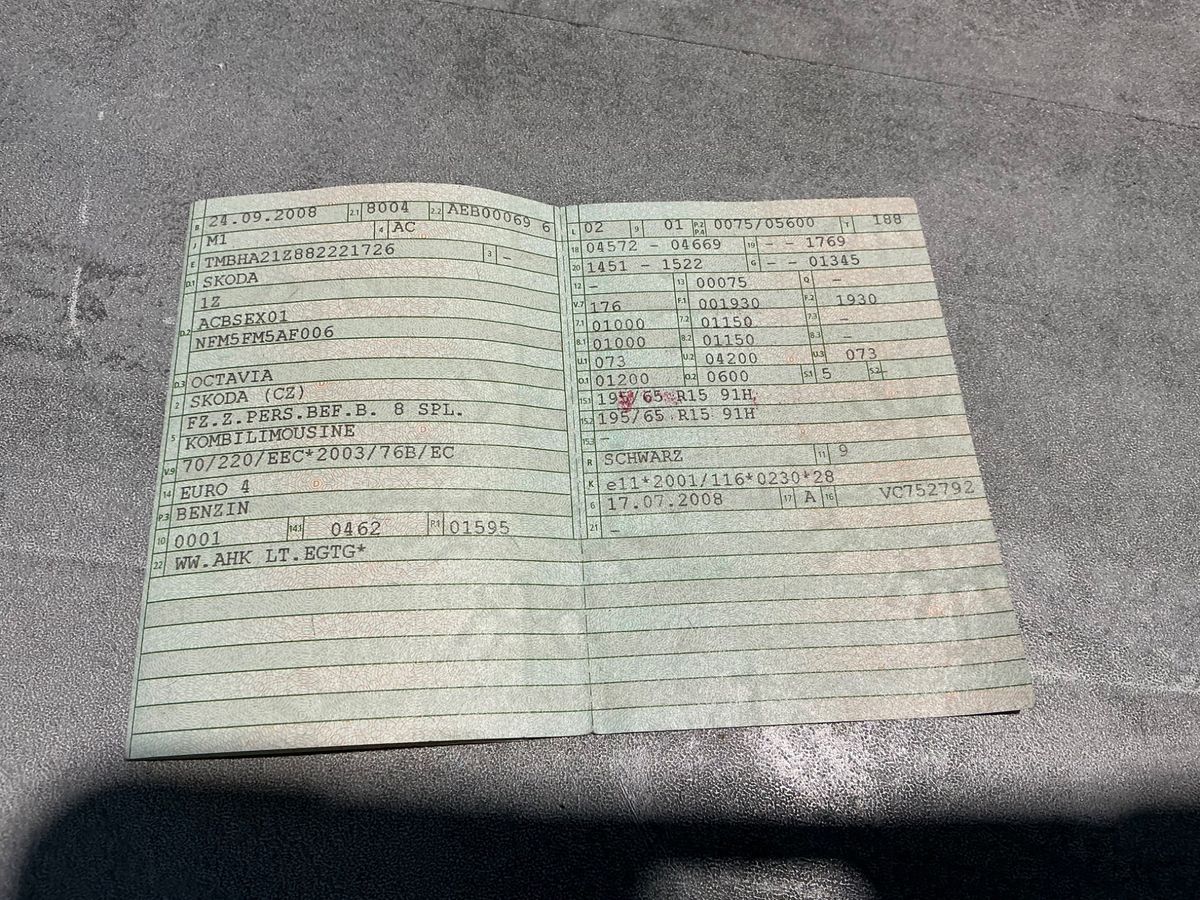 B 24.09.2008 2.1 8004 2.2 AEB00069 6
J M1 4 AC
E TMBHA21Z882221726 3 –
D.1 SKODA
1Z
D.2 ACBSEX01
NFM5FM5AF006
D.3 OCTAVIA
2 SKODA (CZ)
5 FZ.Z.PERS.BEF.B. 8 SPL.
KOMBILIMOUSINE
V.9 70/220/EEC*2003/76B/EC
14 EURO 4
P.3 BENZIN
10 0001 14.1 0462 P.1 01595
22 WW.AHK LT.EGTG*
L 02 9 01 P.2 P.4 0075/05600 T 188
18 04572 – 04669 19 – – 1769
20 1451 – 1522 G – – 01345
12 – 13 00075 Q –
V.7 176 F.1 001930 F.2 1930
7.1 01000 7.2 01150 7.3 –
8.1 01000 8.2 01150 8.3 –
U.1 073 U.2 04200 U.3 073
O.1 01200 O.2 0600 S.1 5 S.2 –
15.1 195/65 R15 91H
15.2 195/65 R15 91H
15.3 –
R SCHWARZ 11 9
K e11*2001/116*0230*28
6 17.07.2008 17 A 16 VC752792
21 –